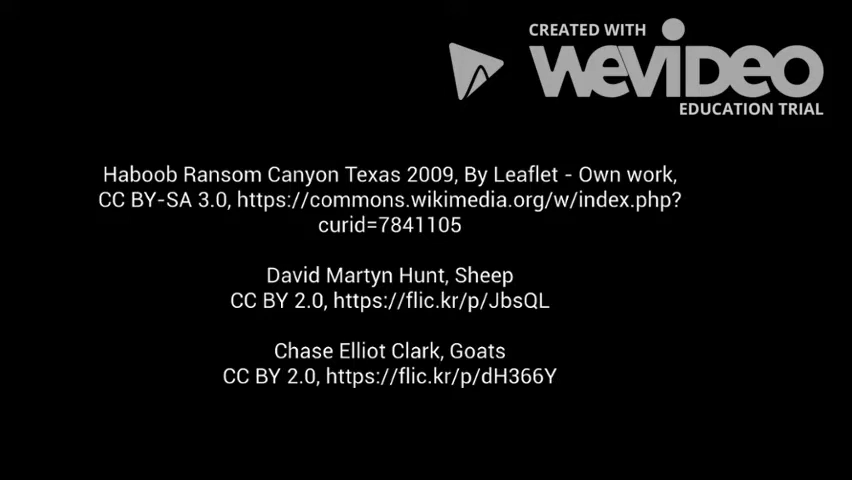 CREATED WITH
WEVIDEO
EDUCATION TRIAL
Haboob Ransom Canyon Texas 2009, By Leaflet - Own work,
CC BY-SA 3.0, https://commons.wikimedia.org/w/index.php?
curid=7841105
David Martyn Hunt, Sheep
CC BY 2.0, https://flic.kr/p/JbsQL
Chase Elliot Clark, Goats
CC BY 2.0, https://flic.kr/p/dH366Y